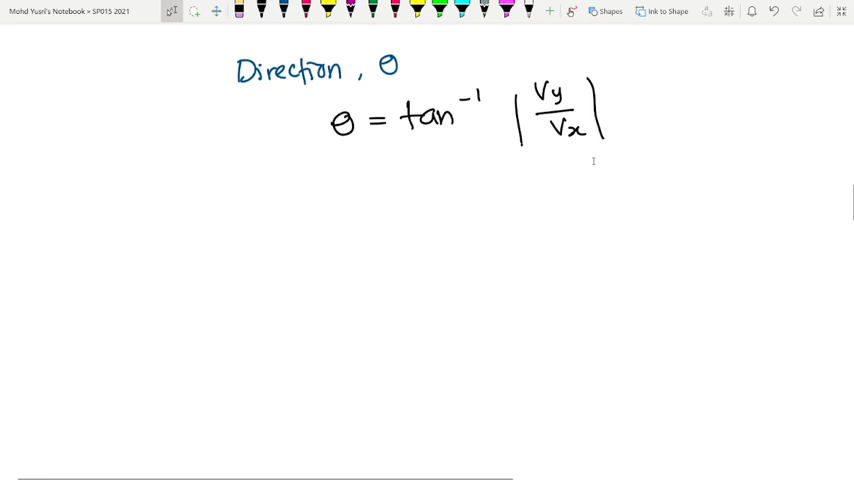 Mohd Yusri's Notebook » SP015 2021 Shapes Ink to Shape
Direction, θ
θ = tan⁻¹ |Vy/Vx|